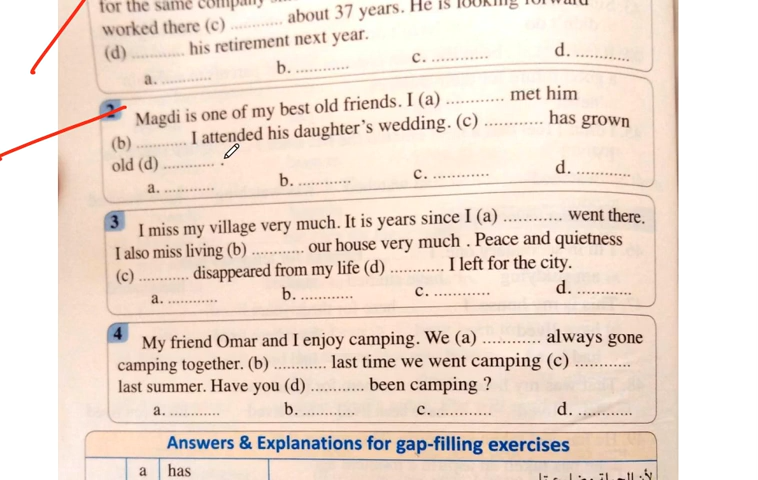 for the same company
worked there (c) ............ about 37 years. He is looking forward
(d) ............ his retirement next year.
a. ............ b. ............ c. ............ d. ............
2 Magdi is one of my best old friends. I (a) ............ met him
(b) ............ I attended his daughter's wedding. (c) ............ has grown
old (d) ............ .
a. ............ b. ............ c. ............ d. ............
3 I miss my village very much. It is years since I (a) ............ went there.
I also miss living (b) ............ our house very much . Peace and quietness
(c) ............ disappeared from my life (d) ............ I left for the city.
a. ............ b. ............ c. ............ d. ............
4 My friend Omar and I enjoy camping. We (a) ............ always gone
camping together. (b) ............ last time we went camping (c) ............
last summer. Have you (d) ............ been camping ?
a. ............ b. ............ c. ............ d. ............
Answers & Explanations for gap-filling exercises
a has